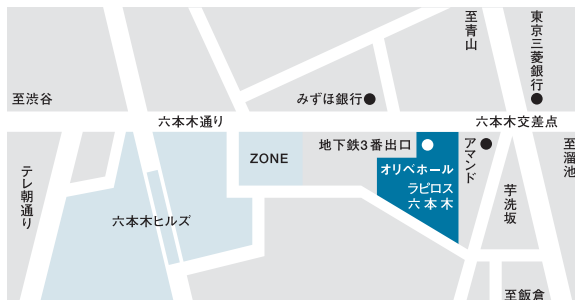 至青山
東京三菱銀行
至渋谷
みずほ銀行
六本木通り
六本木交差点
地下鉄3番出口
アマンド
至溜池
ZONE
オリベホール
ラピロス
六本木
テレ朝通り
芋洗坂
六本木ヒルズ
至飯倉